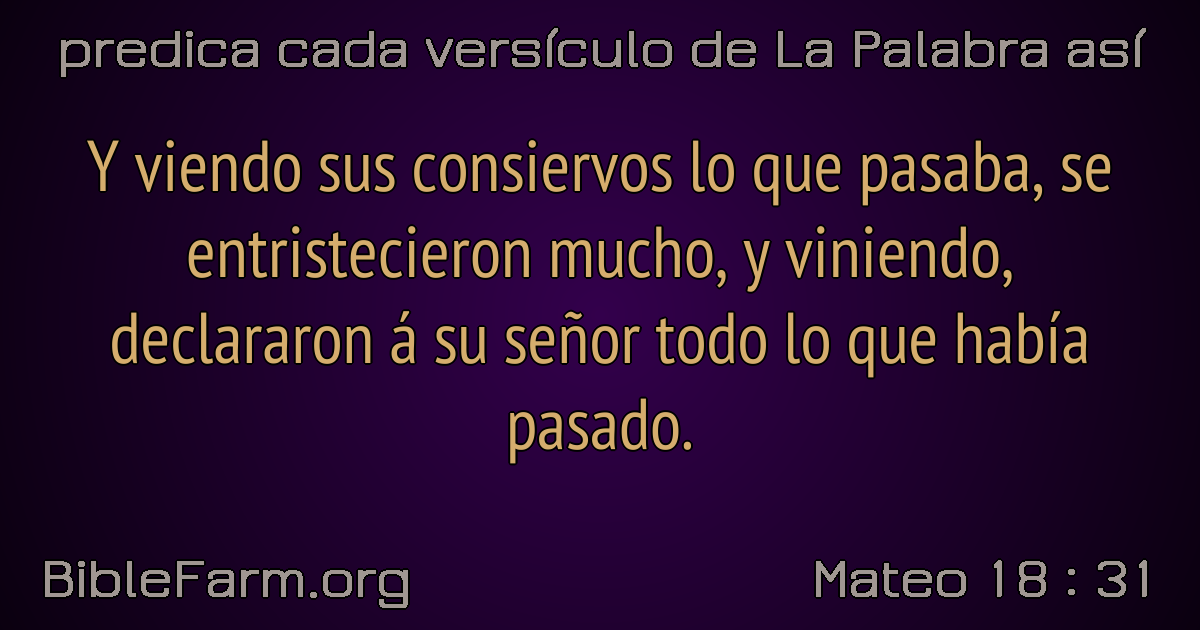 predica cada versículo de La Palabra así
Y viendo sus consiervos lo que pasaba, se
entristecieron mucho, y viniendo,
declararon á su señor todo lo que había
pasado.
BibleFarm.org
Mateo 18 : 31